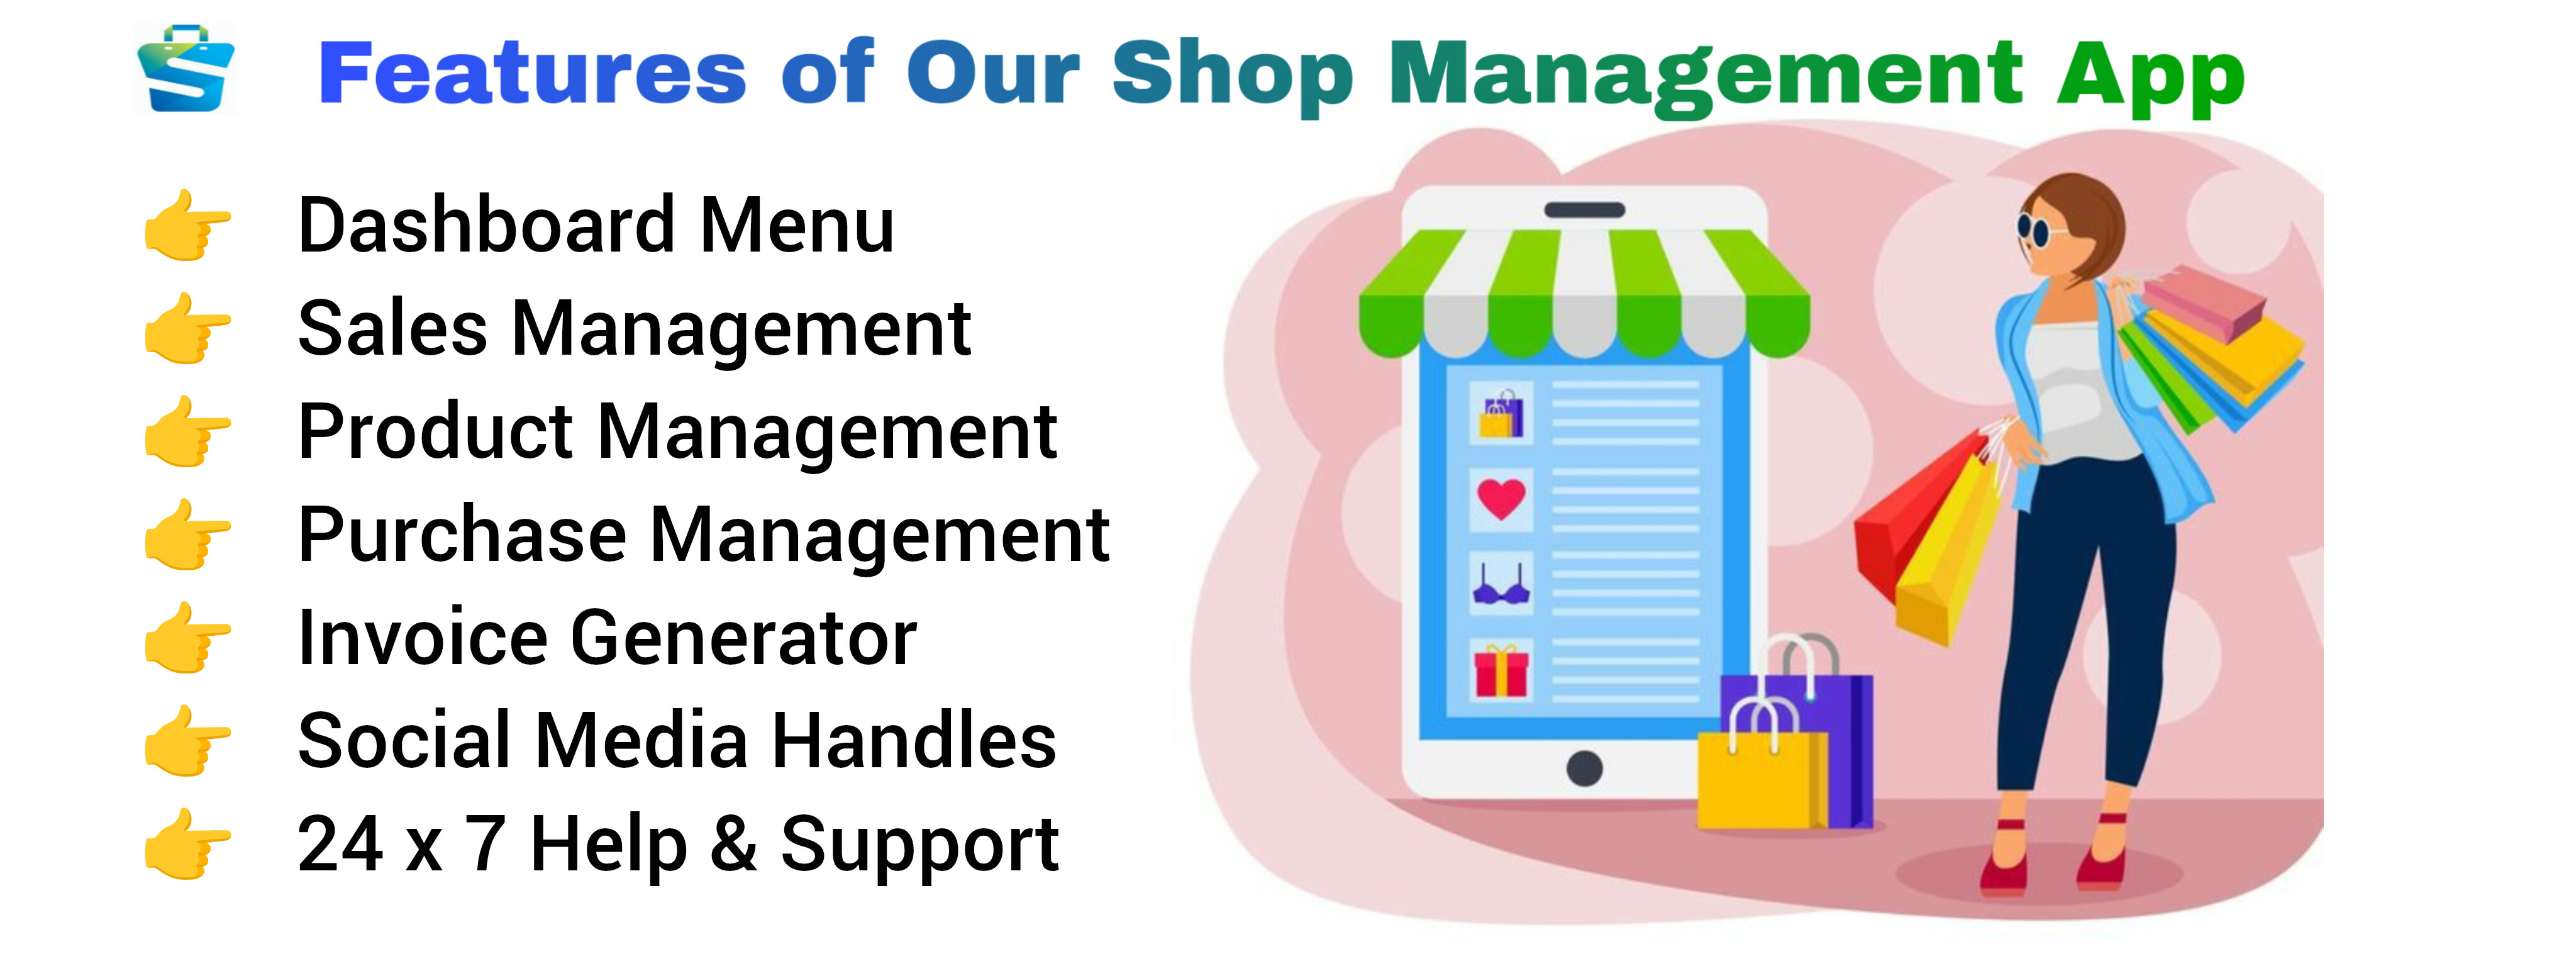 Features of Our Shop Management App
👉 Dashboard Menu
👉 Sales Management
👉 Product Management
👉 Purchase Management
👉 Invoice Generator
👉 Social Media Handles
👉 24 x 7 Help & Support